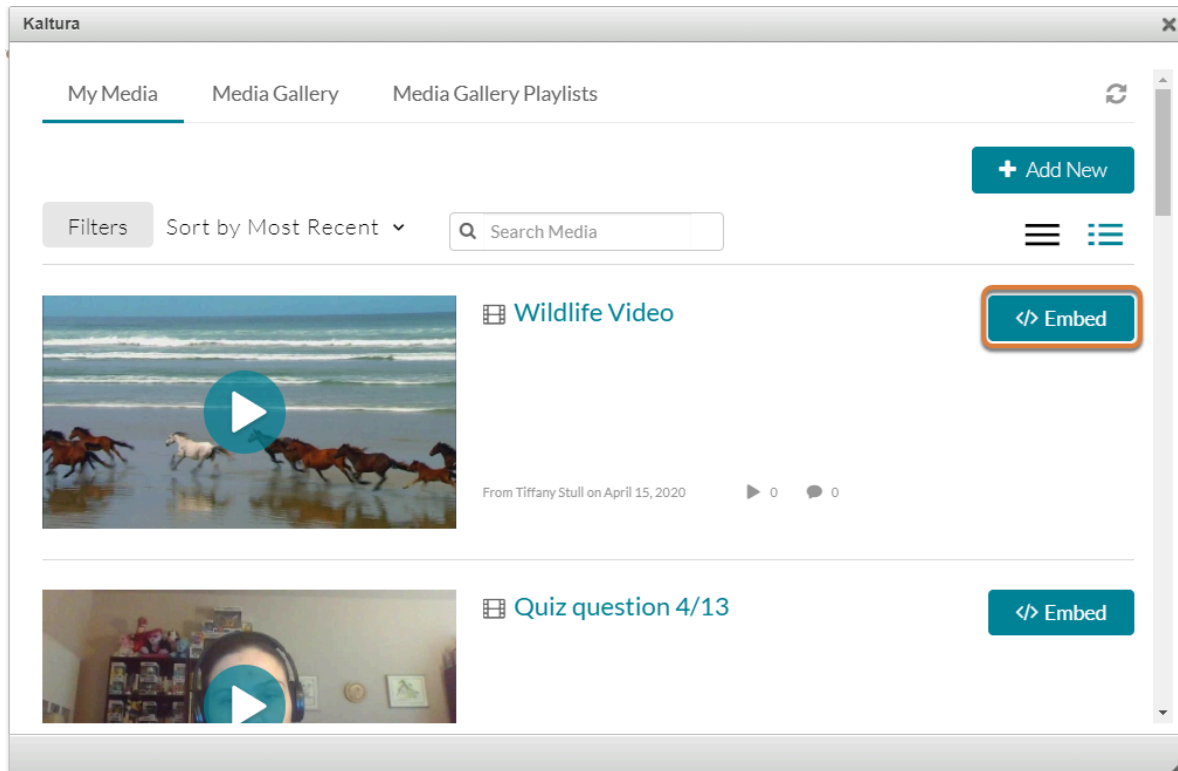 Kaltura
My Media Media Gallery Media Gallery Playlists
+ Add New
Filters Sort by Most Recent Search Media
Wildlife Video
</> Embed
From Tiffany Stull on April 15, 2020 0 0
Quiz question 4/13
</> Embed